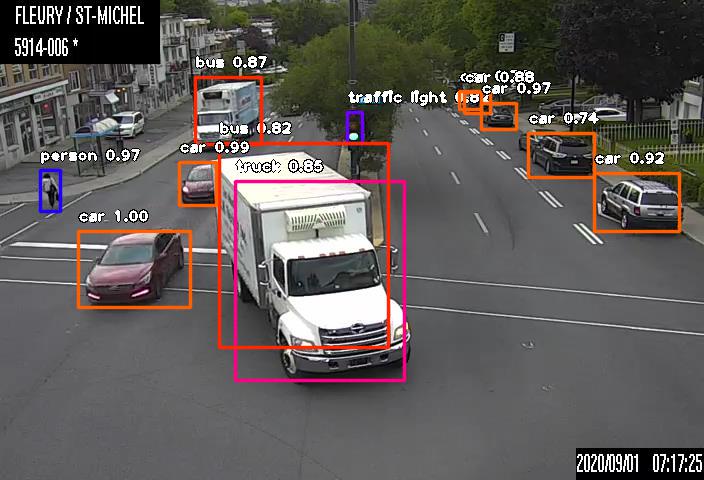 FLEURY / ST-MICHEL
5914-006 *
bus 0.87
car 0.88
car 0.97
traffic light 0.82
bus 0.82
car 0.74
person 0.97
car 0.99
truck 0.85
car 0.92
car 1.00
2020/09/01 07:17:25